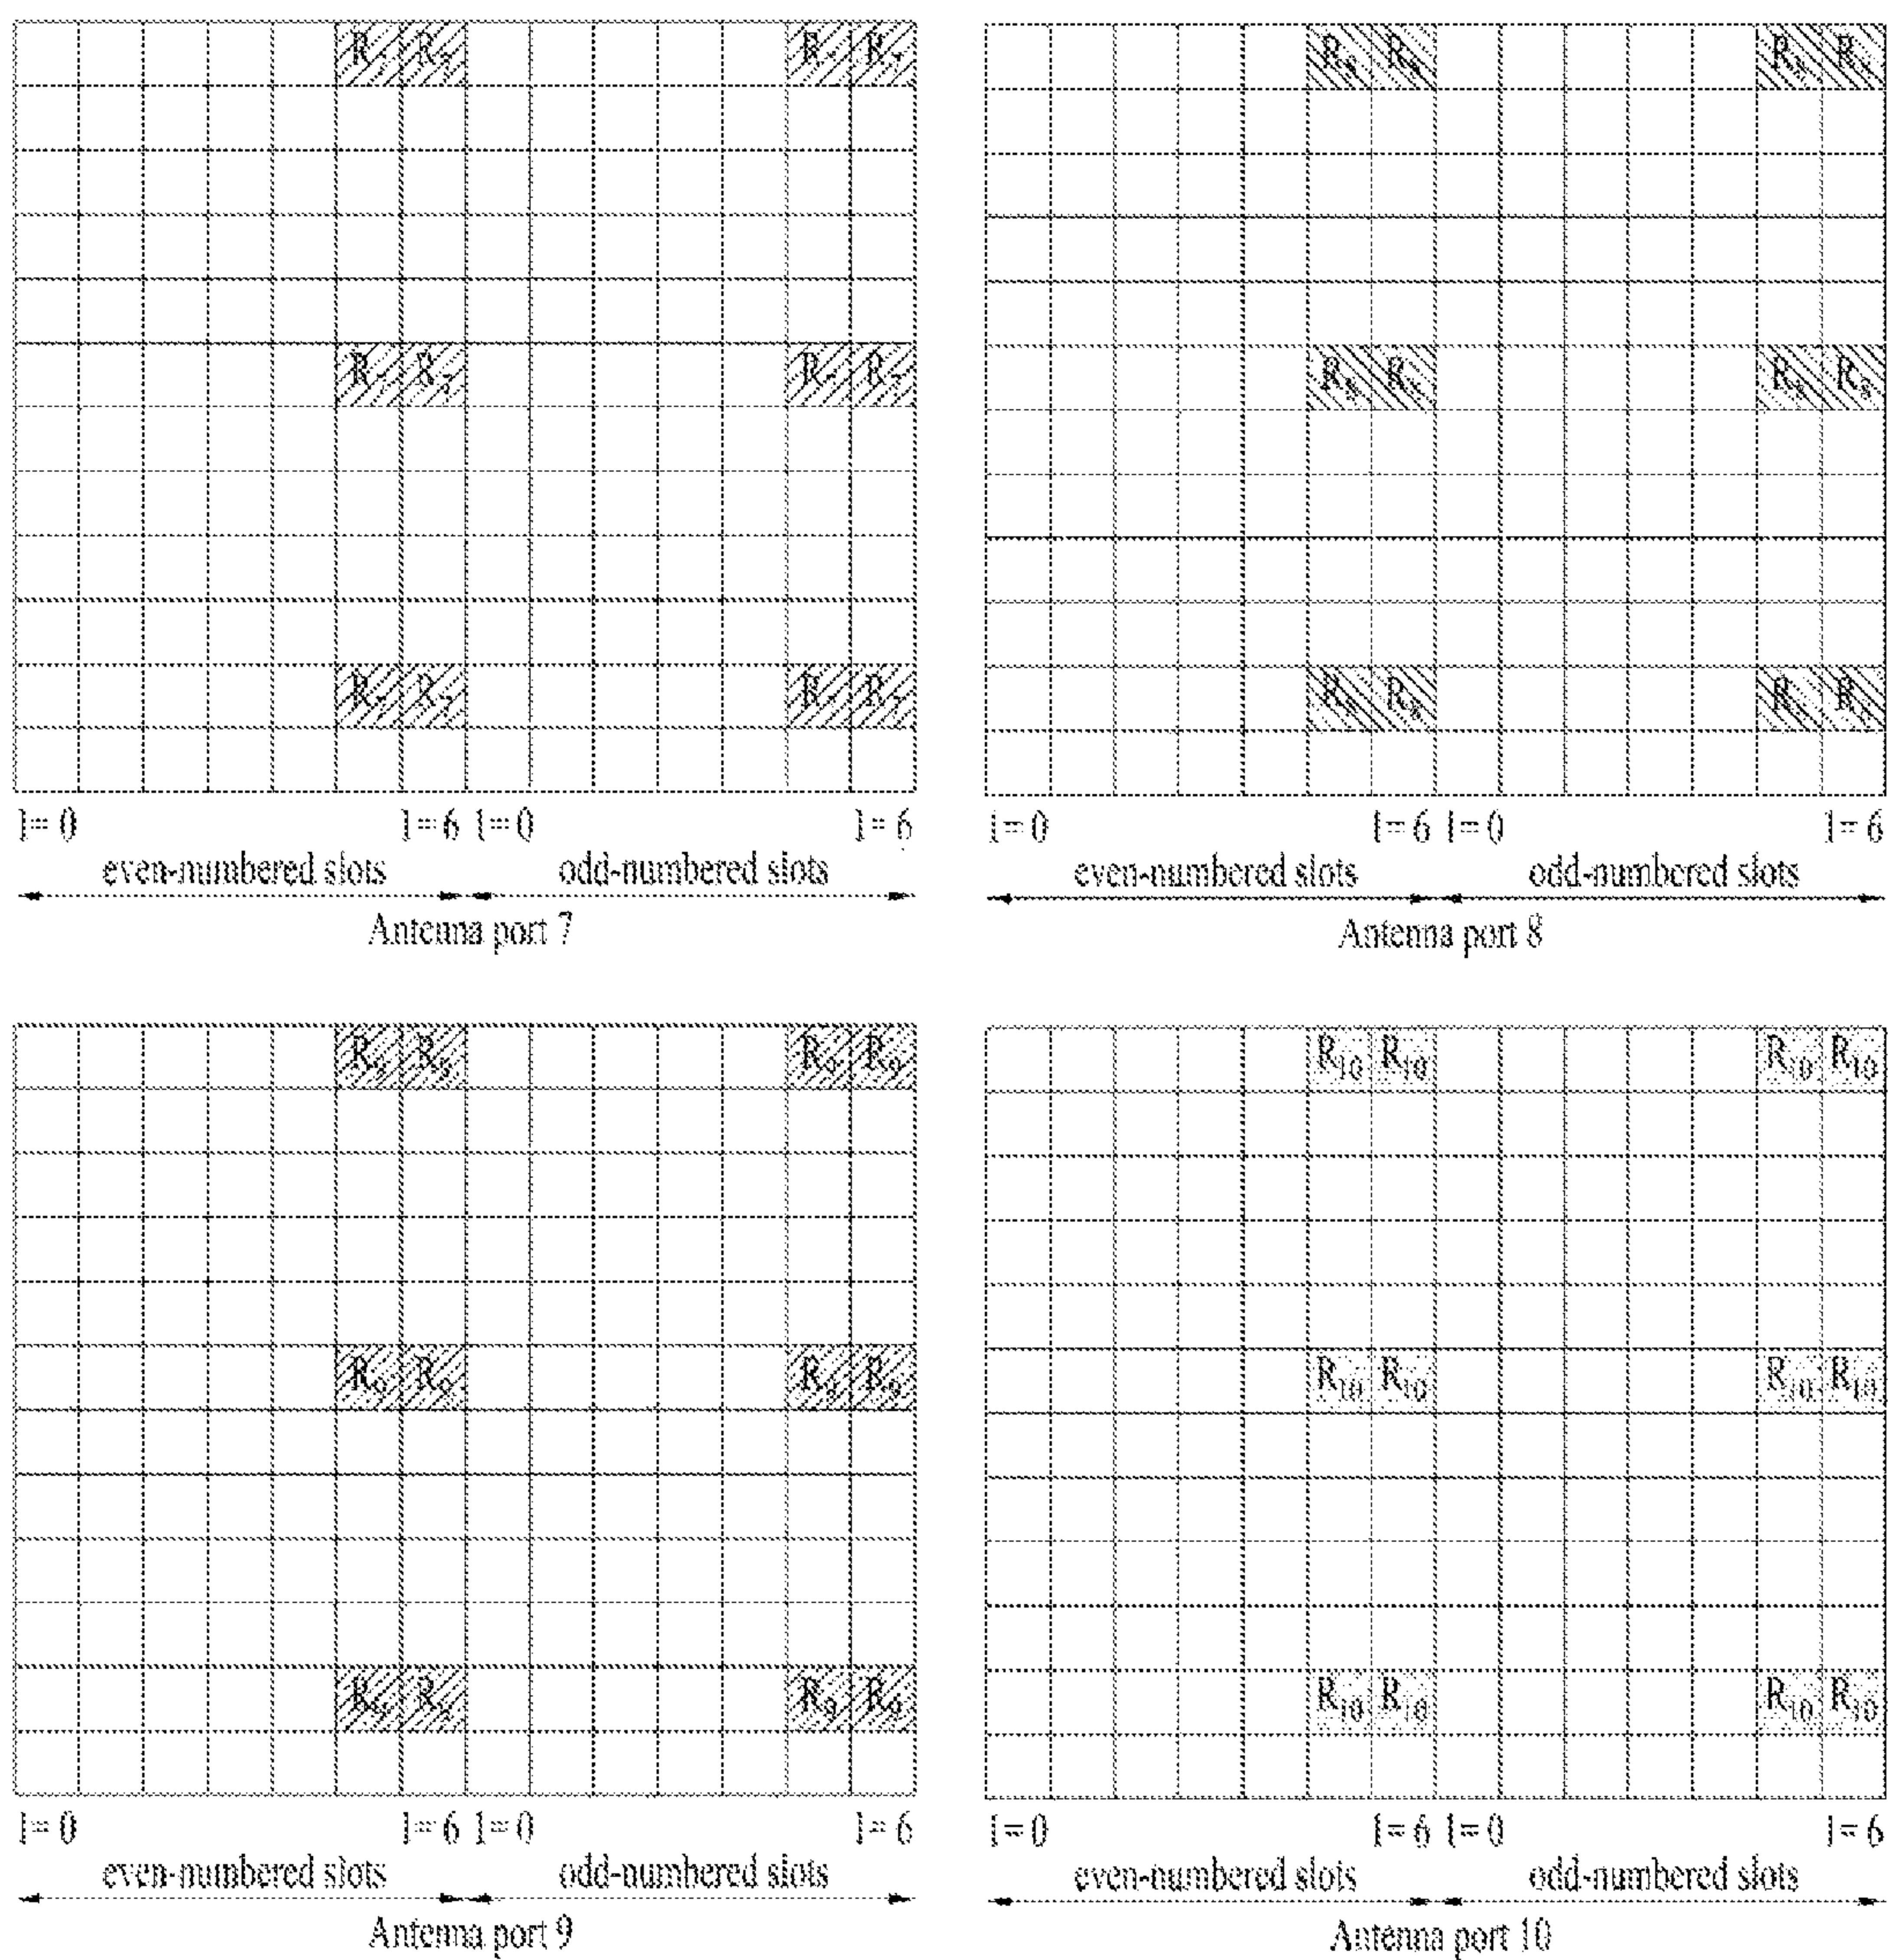 R₇ R₇ R₇ R₇
R₇ R₇ R₇ R₇
R₇ R₇ R₇ R₇
l=0 l=6 l=0 l=6
even-numbered slots odd-numbered slots
Antenna port 7
R₈ R₈ R₈ R₈
R₈ R₈ R₈ R₈
R₈ R₈ R₈ R₈
l=0 l=6 l=0 l=6
even-numbered slots odd-numbered slots
Antenna port 8
R₉ R₉ R₉ R₉
R₉ R₉ R₉ R₉
R₉ R₉ R₉ R₉
l=0 l=6 l=0 l=6
even-numbered slots odd-numbered slots
Antenna port 9
R₁₀ R₁₀ R₁₀ R₁₀
R₁₀ R₁₀ R₁₀ R₁₀
R₁₀ R₁₀ R₁₀ R₁₀
l=0 l=6 l=0 l=6
even-numbered slots odd-numbered slots
Antenna port 10